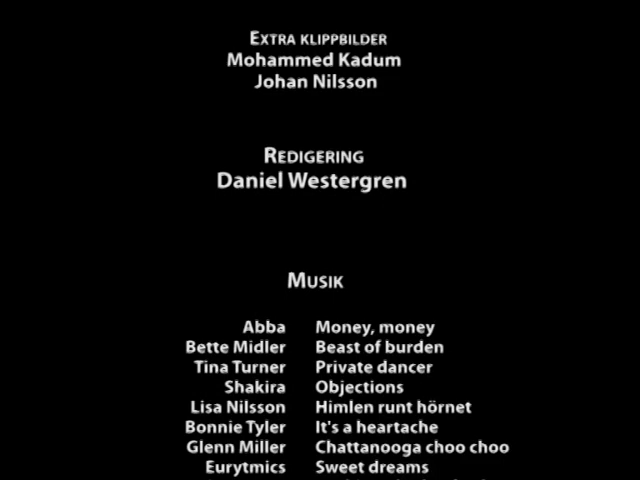 EXTRA KLIPPBILDER
Mohammed Kadum
Johan Nilsson
REDIGERING
Daniel Westergren
MUSIK
Abba Money, money
Bette Midler Beast of burden
Tina Turner Private dancer
Shakira Objections
Lisa Nilsson Himlen runt hörnet
Bonnie Tyler It's a heartache
Glenn Miller Chattanooga choo choo
Eurytmics Sweet dreams